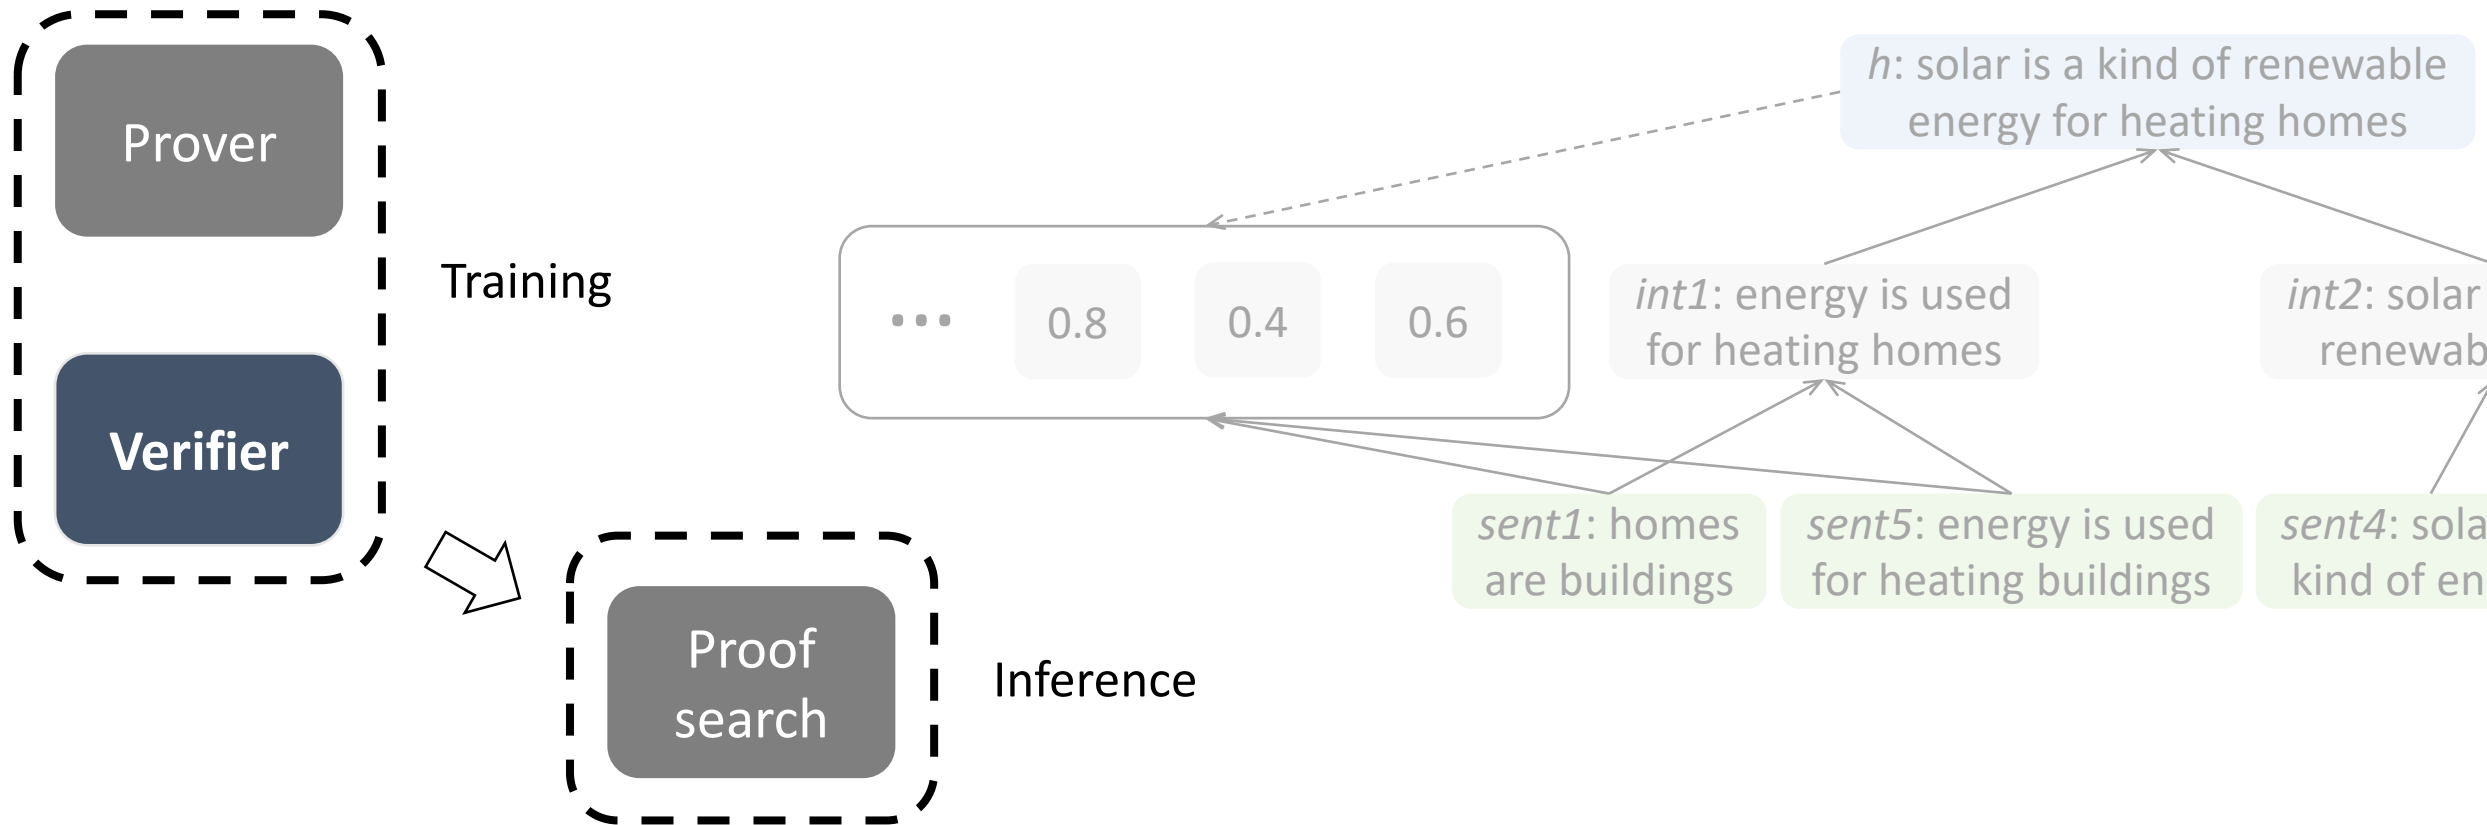 Prover
Training
Verifier
Proof
search
Inference
h: solar is a kind of renewable
energy for heating homes
... 0.8 0.4 0.6
int1: energy is used
for heating homes
int2: solar
renewab
sent1: homes
are buildings
sent5: energy is used
for heating buildings
sent4: sola
kind of en